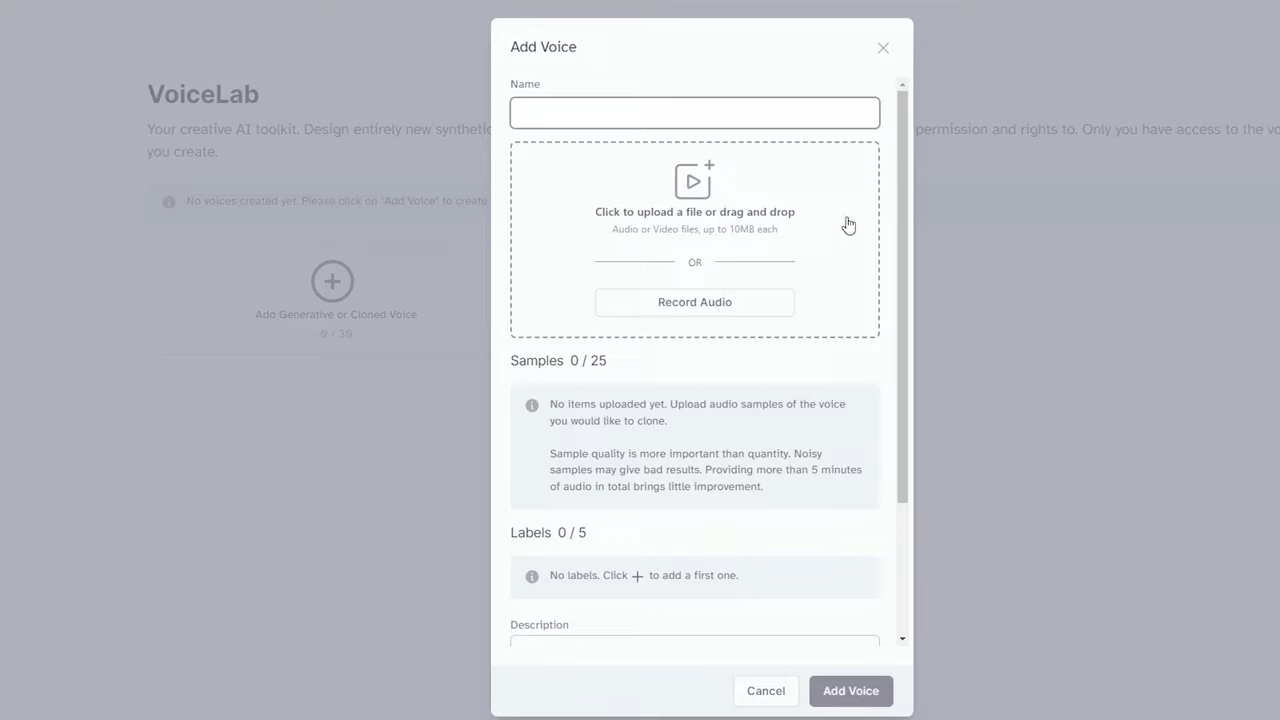 Add Voice
Name
VoiceLab
Your creative AI toolkit. Design entirely new synthetic
permission and rights to. Only you have access to the
you create.
No voices created yet. Please click on "Add Voice" to create
Click to upload a file or drag and drop
Audio or Video files, up to 10MB each
OR
Record Audio
Add Generative or Cloned Voice
0 / 30
Samples 0 / 25
No items uploaded yet. Upload audio samples of the voice
you would like to clone.
Sample quality is more important than quantity. Noisy
samples may give bad results. Providing more than 5 minutes
of audio in total brings little improvement.
Labels 0 / 5
No labels. Click + to add a first one.
Description
Cancel
Add Voice